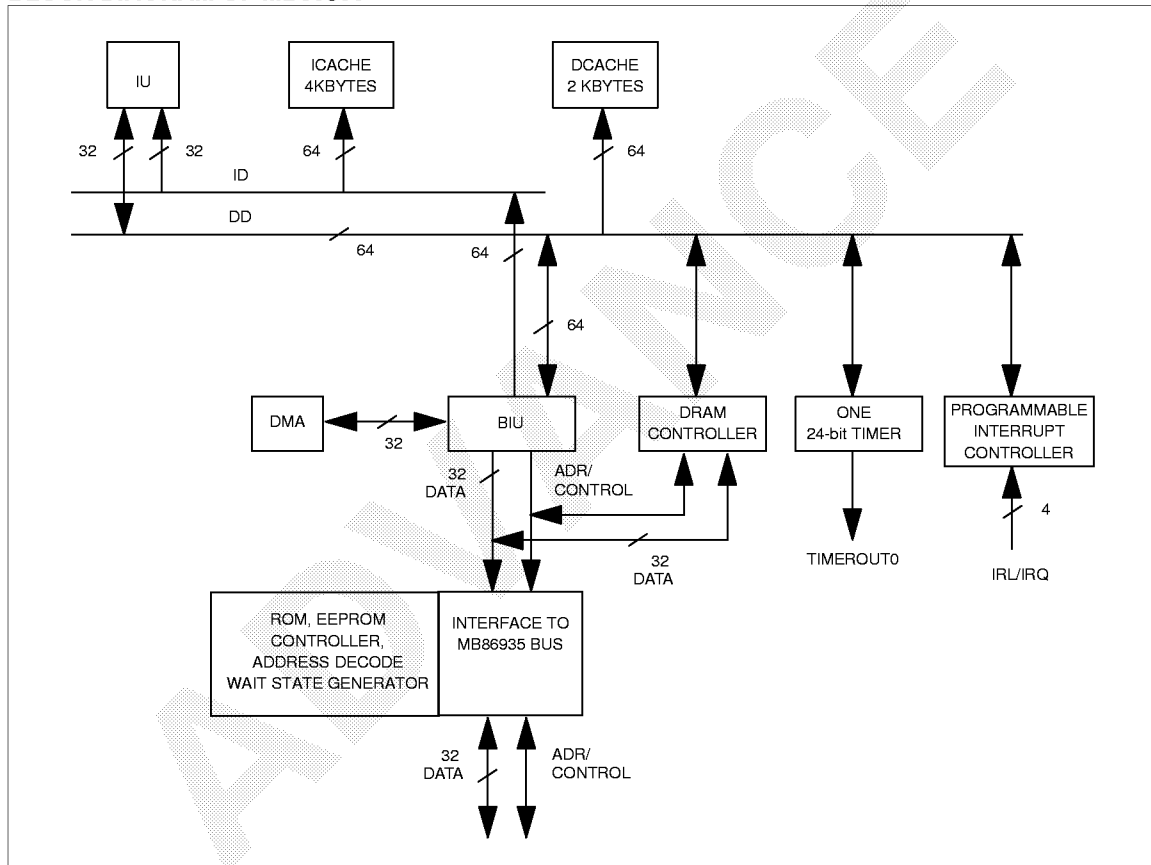 IU
ICACHE
4KBYTES
DCACHE
2 KBYTES
32
32
64
64
ID
DD
64
64
64
DMA
32
BIU
DRAM
CONTROLLER
ONE
24-bit TIMER
PROGRAMMABLE
INTERRUPT
CONTROLLER
32
DATA
ADR/
CONTROL
4
32
DATA
TIMEROUT0
IRL/IRQ
ROM, EEPROM
CONTROLLER,
ADDRESS DECODE
WAIT STATE GENERATOR
INTERFACE TO
MB86935 BUS
32
DATA
ADR/
CONTROL
ADVANCE